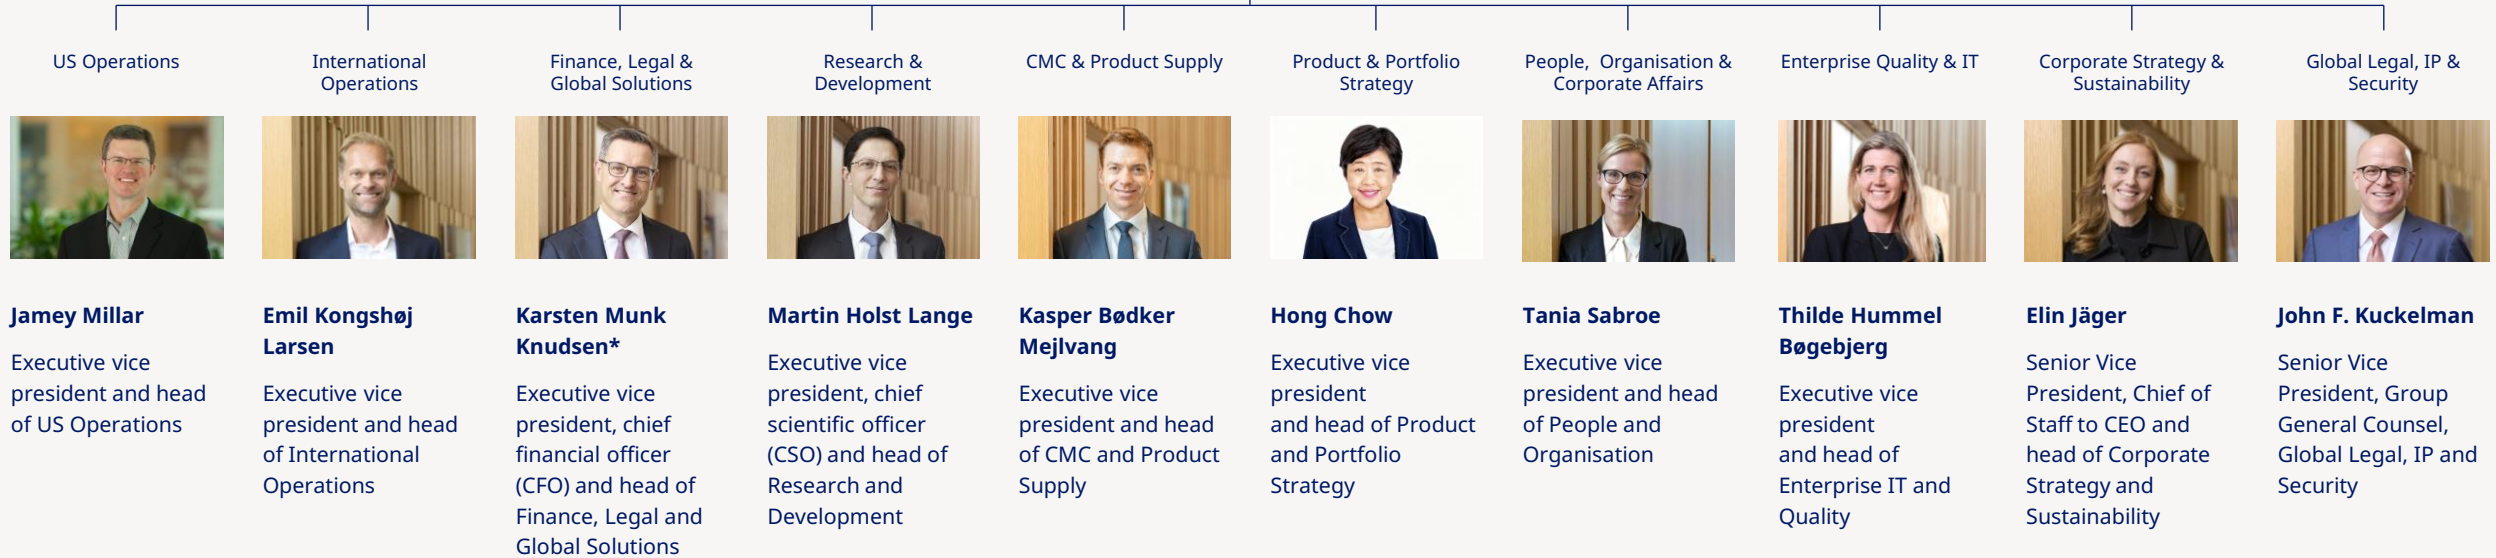 US Operations
International
Operations
Finance, Legal &
Global Solutions
Research &
Development
CMC & Product Supply
Product & Portfolio
Strategy
People,  Organisation &
Corporate Affairs
Enterprise Quality & IT
Corporate Strategy &
Sustainability
Global Legal, IP &
Security
Jamey Millar
Executive vice
president and head
of US Operations
Emil Kongshøj
Larsen
Executive vice
president and head
of International
Operations
Karsten Munk
Knudsen*
Executive vice
president, chief
financial officer
(CFO) and head of
Finance, Legal and
Global Solutions
Martin Holst Lange
Executive vice
president, chief
scientific officer
(CSO) and head of
Research and
Development
Kasper Bødker
Mejlvang
Executive vice
president and head
of CMC and Product
Supply
Hong Chow
Executive vice
president
and head of Product
and Portfolio
Strategy
Tania Sabroe
Executive vice
president and head
of People and
Organisation
Thilde Hummel
Bøgebjerg
Executive vice
president
and head of
Enterprise IT and
Quality
Elin Jäger
Senior Vice
President, Chief of
Staff to CEO and
head of Corporate
Strategy and
Sustainability
John F. Kuckelman
Senior Vice
President, Group
General Counsel,
Global Legal, IP and
Security